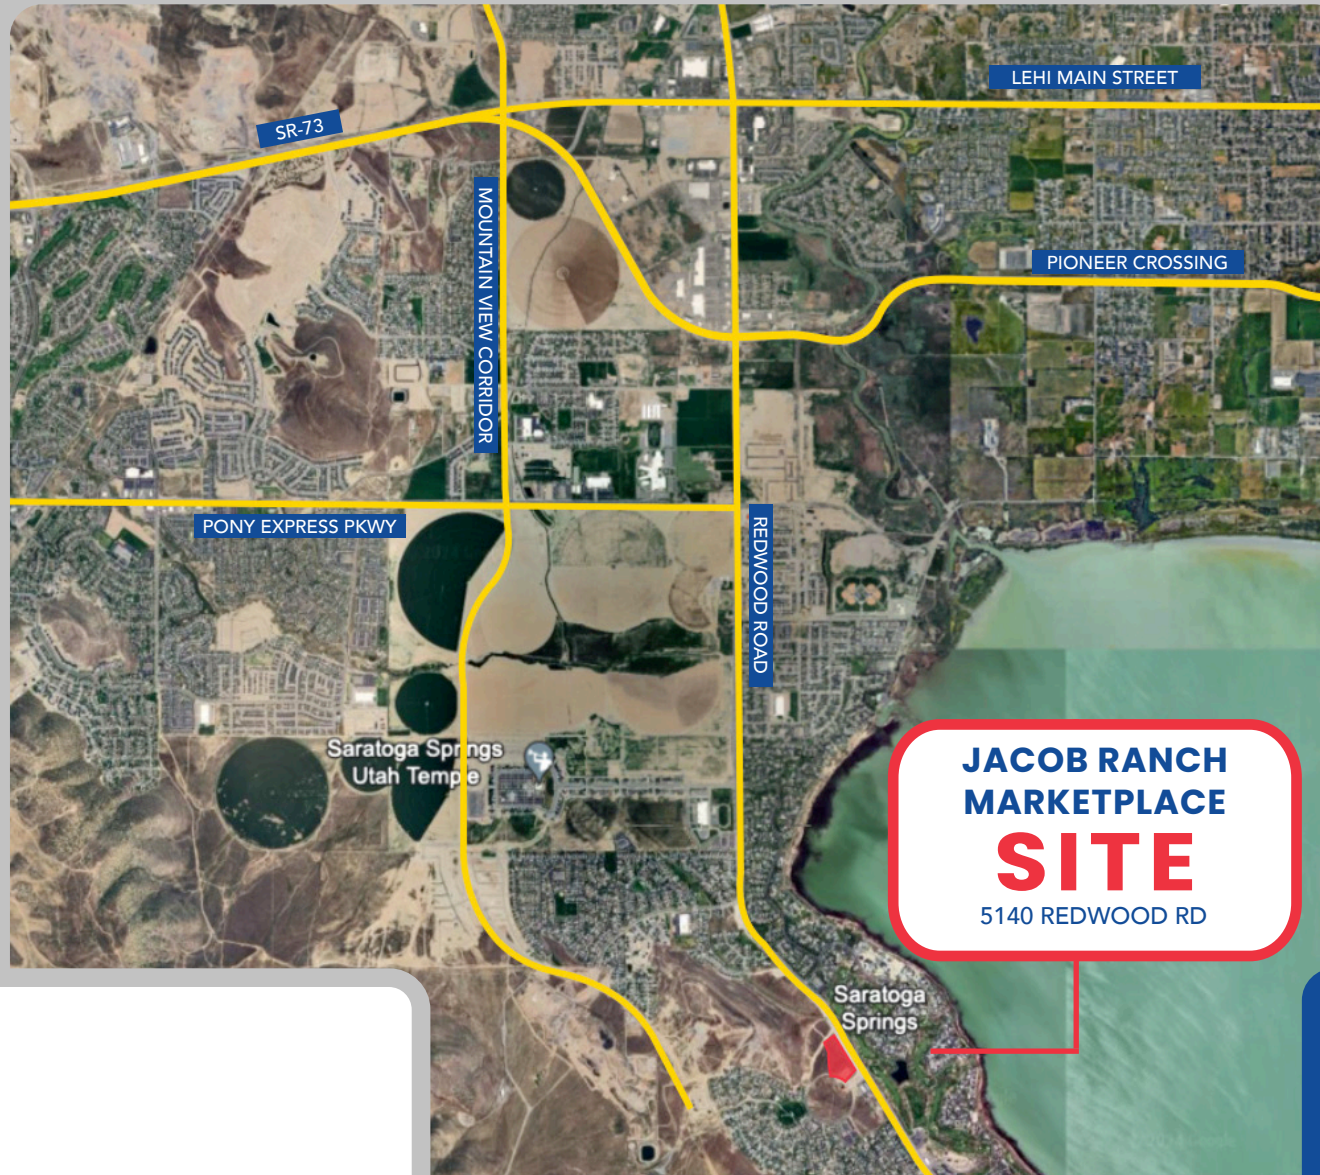 LEHI MAIN STREET
SR-73
MOUNTAIN VIEW CORRIDOR
PIONEER CROSSING
PONY EXPRESS PKWY
REDWOOD ROAD
Saratoga Springs
Utah Temple
JACOB RANCH
MARKETPLACE
SITE
5140 REDWOOD RD
Saratoga
Springs